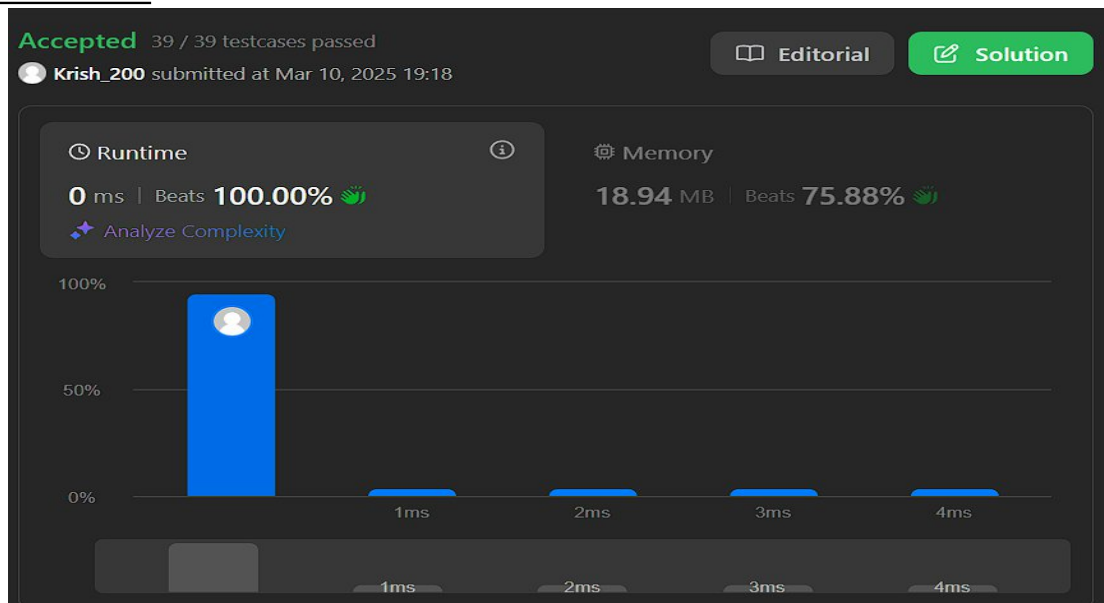 Accepted 39 / 39 testcases passed
Editorial
Solution
Krish_200 submitted at Mar 10, 2025 19:18
Runtime
0 ms | Beats 100.00%
Analyze Complexity
Memory
18.94 MB | Beats 75.88%
100%
50%
0%
1ms 2ms 3ms 4ms
1ms 2ms 3ms 4ms